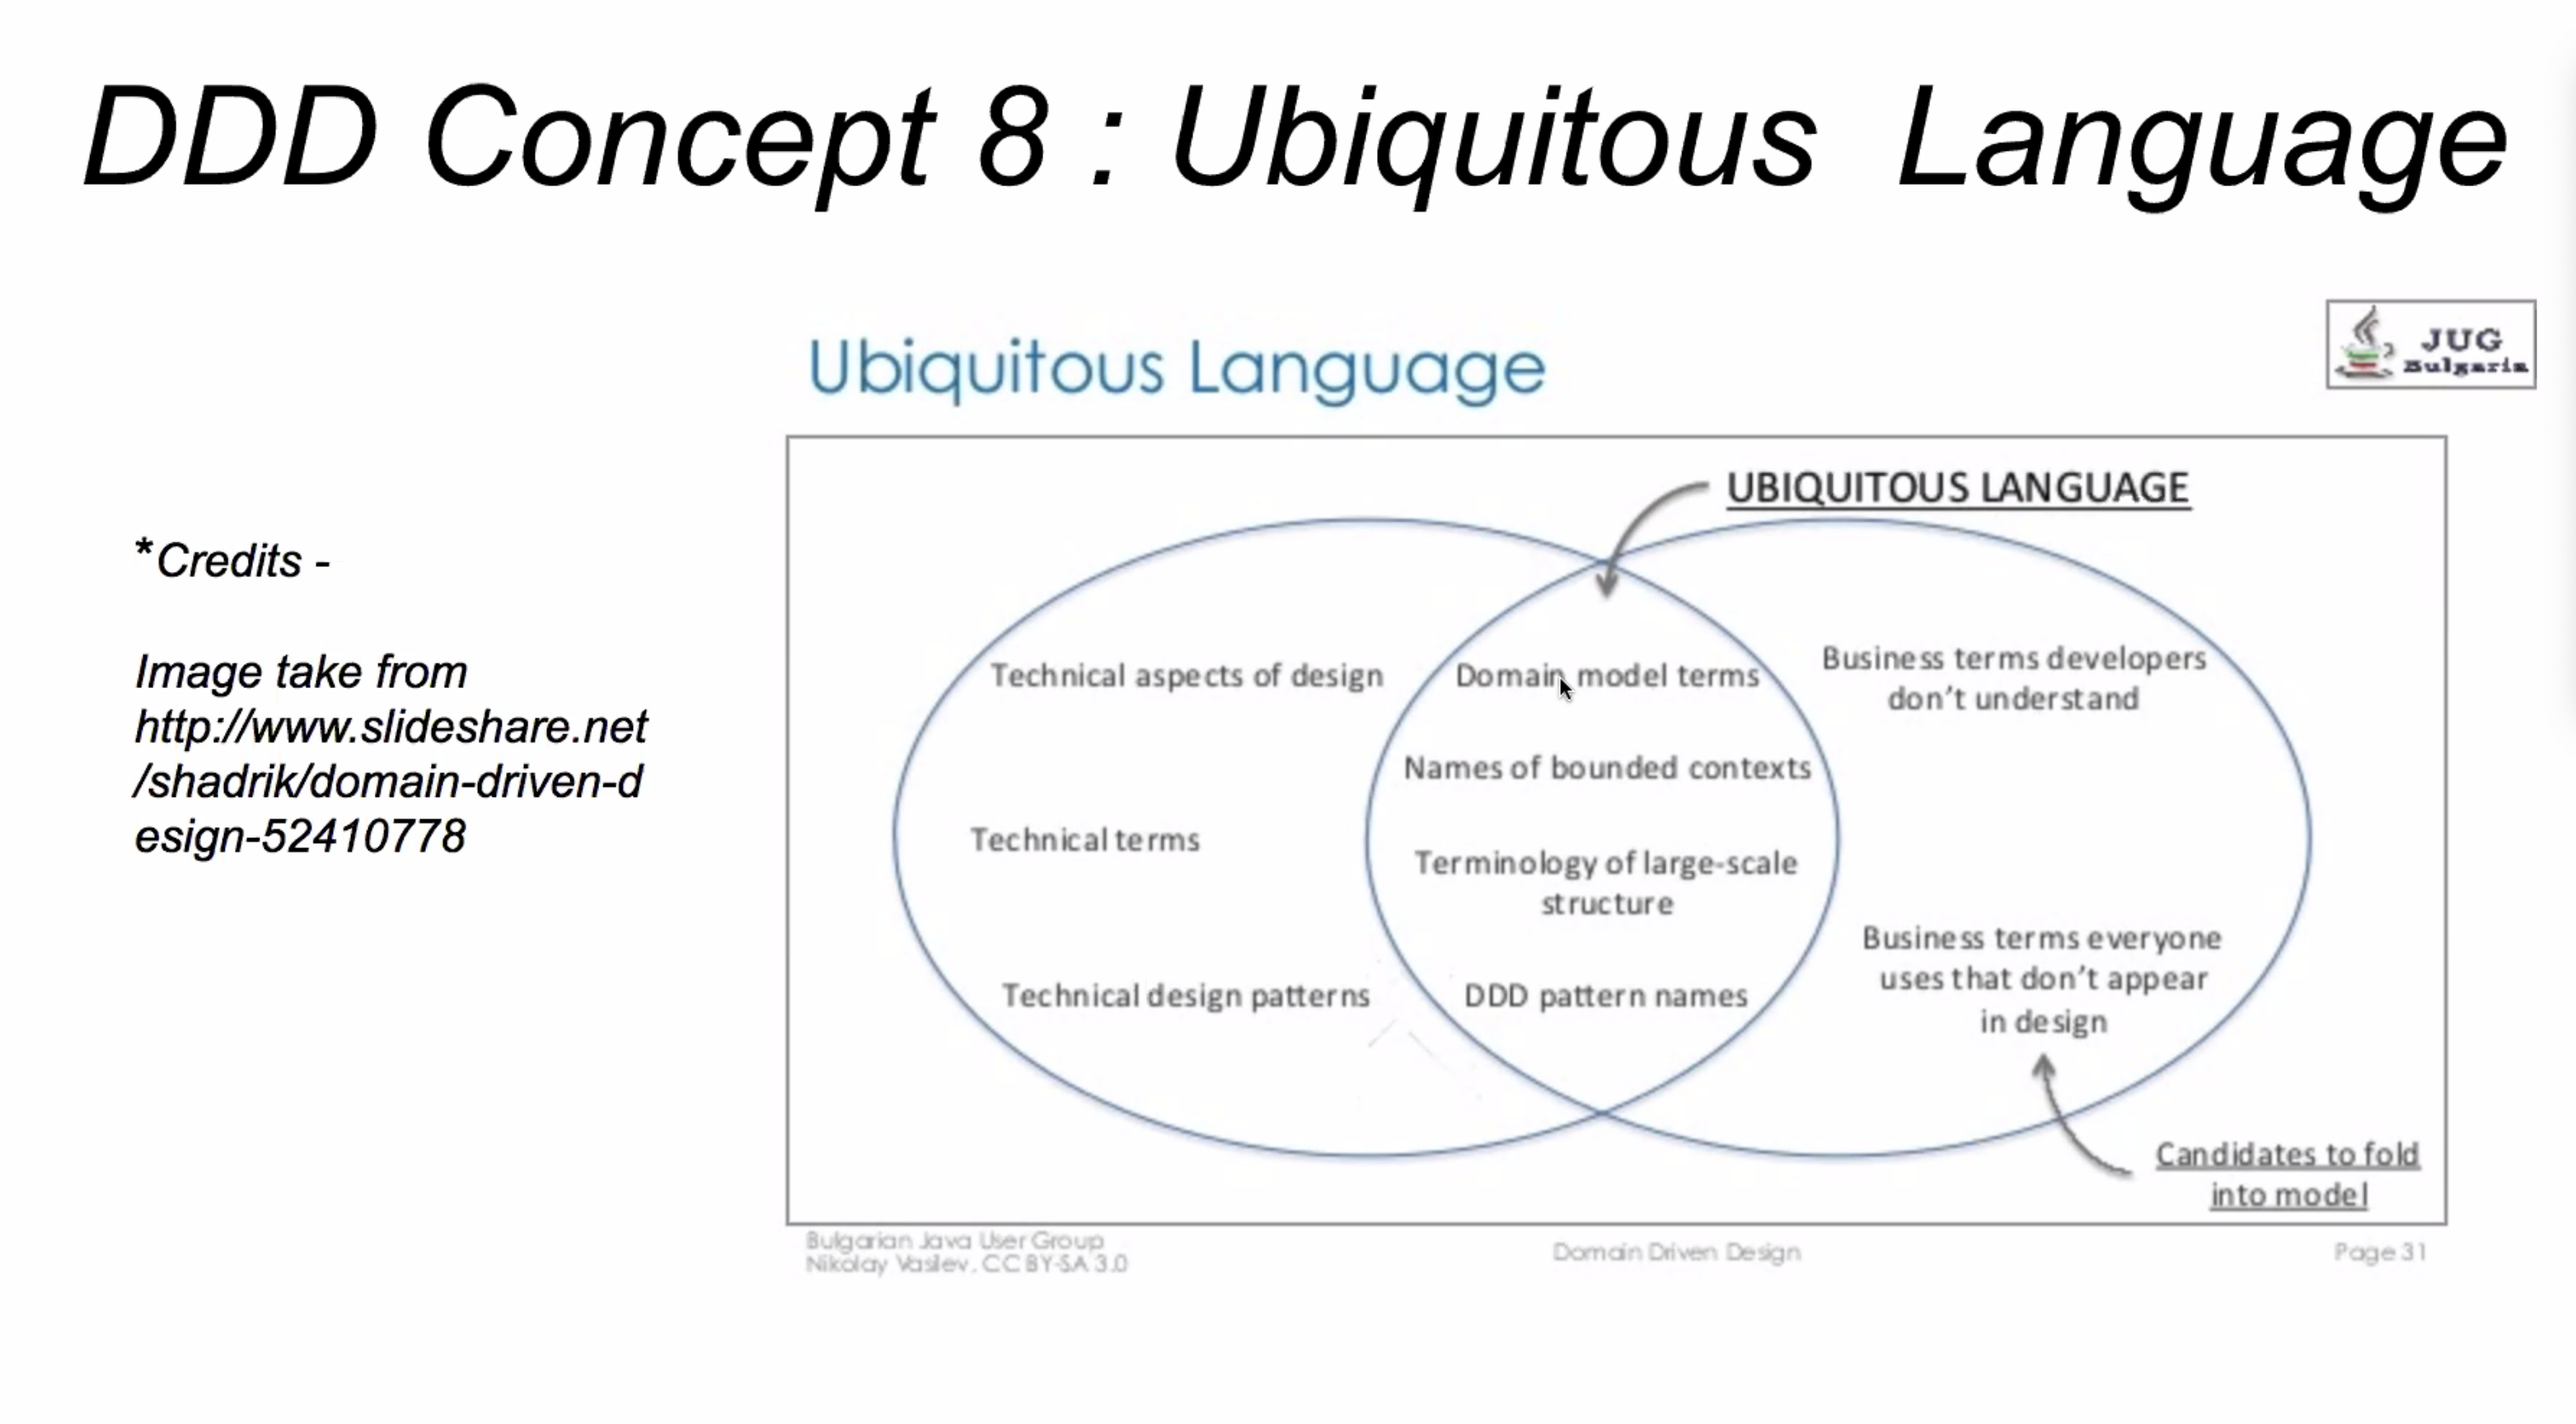 DDD Concept 8 : Ubiquitous Language
Ubiquitous Language
JUG
Bulgaria
*Credits -
Image take from
http://www.slideshare.net
/shadrik/domain-driven-d
esign-52410778
UBIQUITOUS LANGUAGE
Technical aspects of design
Technical terms
Technical design patterns
Domain model terms
Names of bounded contexts
Terminology of large-scale
structure
DDD pattern names
Business terms developers
don't understand
Business terms everyone
uses that don't appear
in design
Candidates to fold
into model
Bulgarian Java User Group
Nikolay Vasilev, CC BY-SA 3.0
Domain Driven Design
Page 31